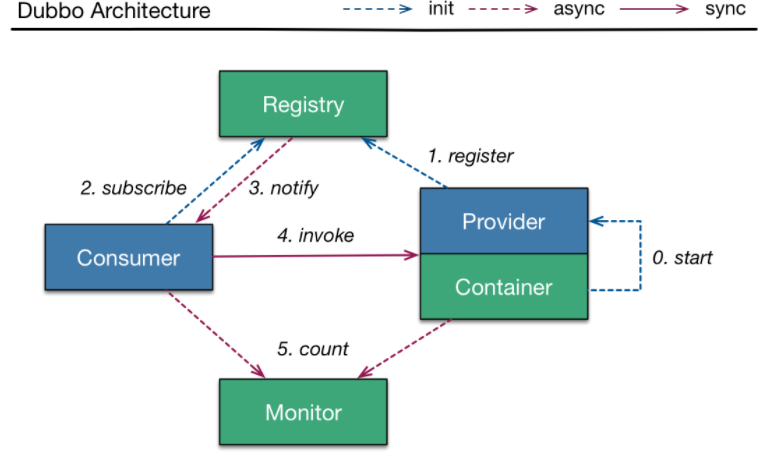 Dubbo Architecture
init
async
sync
Registry
1. register
2. subscribe
3. notify
Provider
4. invoke
Consumer
0. start
Container
5. count
Monitor